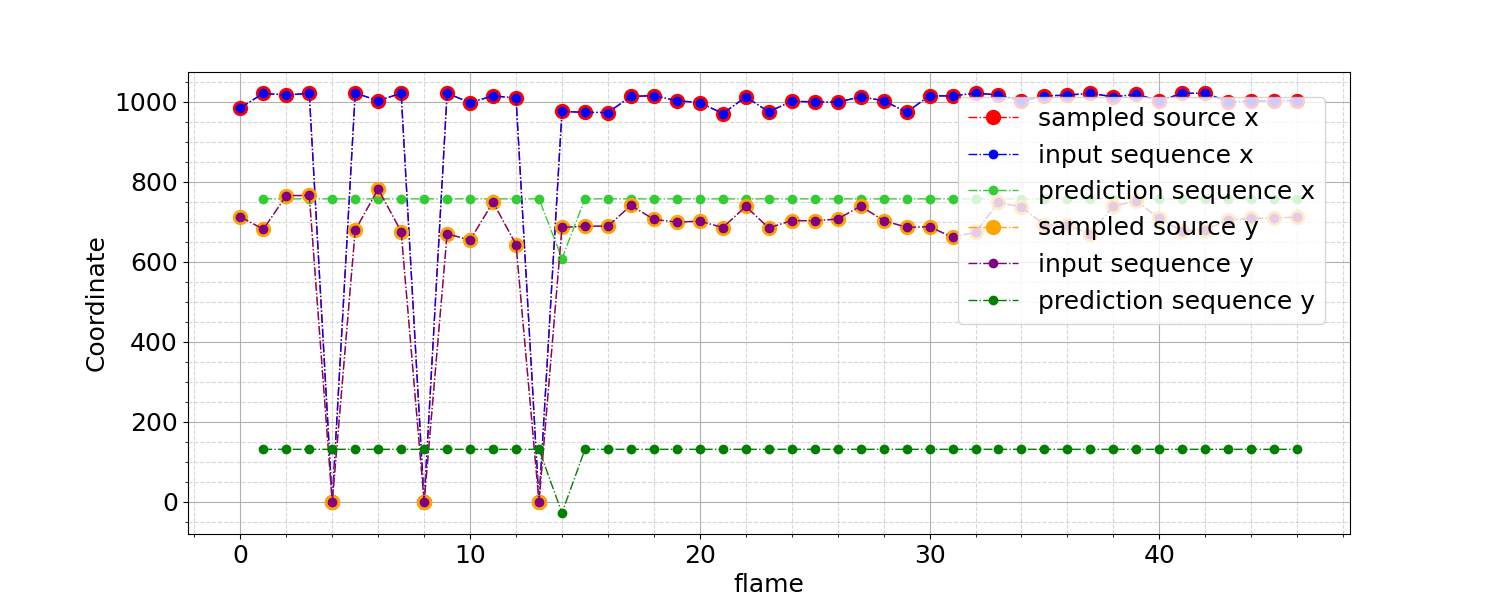 1000
800
600
400
200
0
Coordinate
0 10 20 30 40
flame
sampled source x
input sequence x
prediction sequence x
sampled source y
input sequence y
prediction sequence y